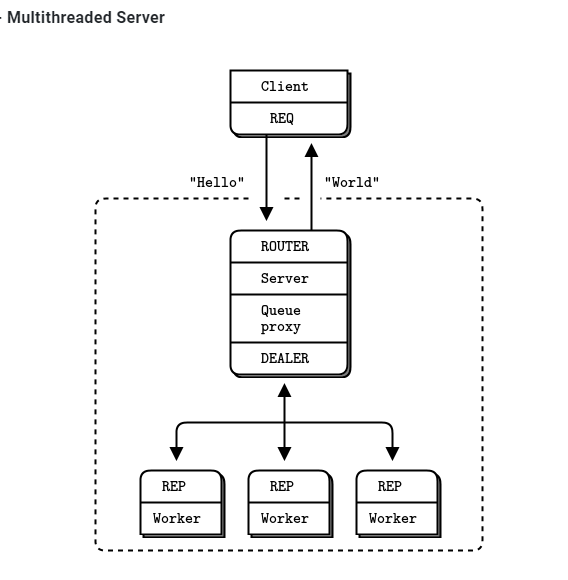 - Multithreaded Server
Client
REQ
"Hello"
"World"
ROUTER
Server
Queue
proxy
DEALER
REP
REP
REP
Worker
Worker
Worker